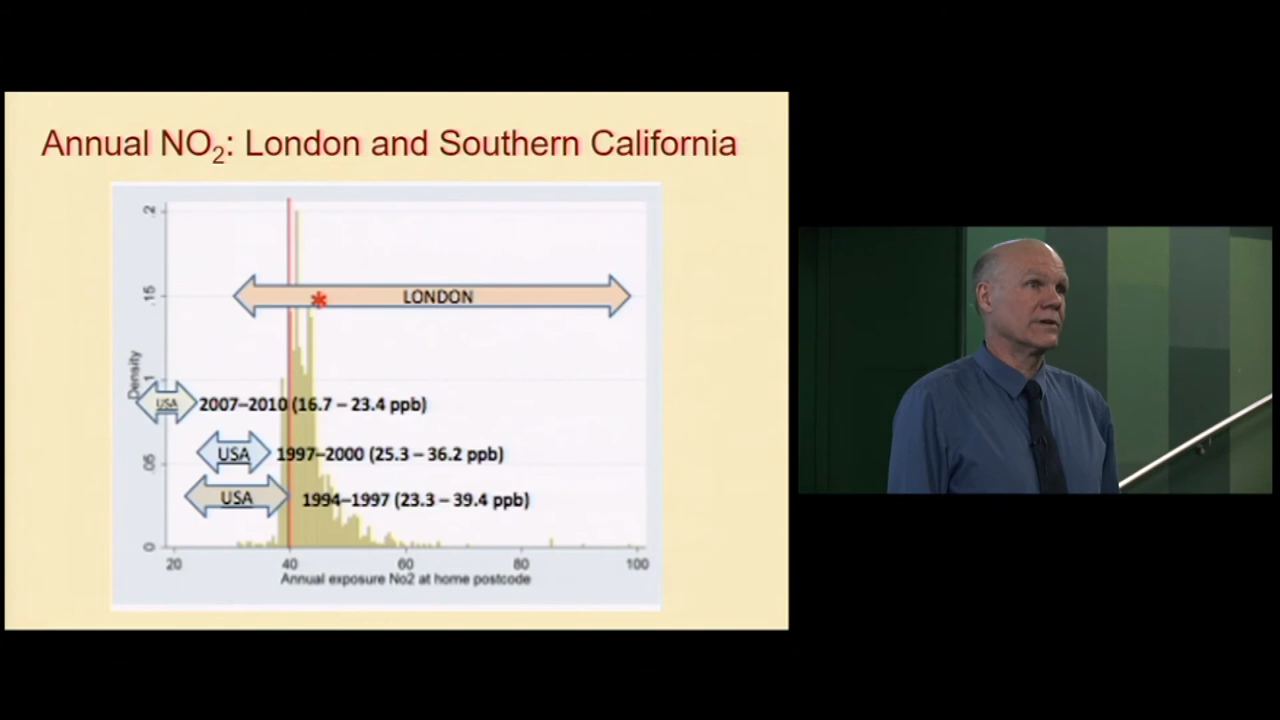 Annual NO₂: London and Southern California
.2
.15
LONDON
Density
.1
USA 2007–2010 (16.7 – 23.4 ppb)
USA 1997–2000 (25.3 – 36.2 ppb)
.05
USA 1994–1997 (23.3 – 39.4 ppb)
0
20 40 60 80 100
Annual exposure No2 at home postcode